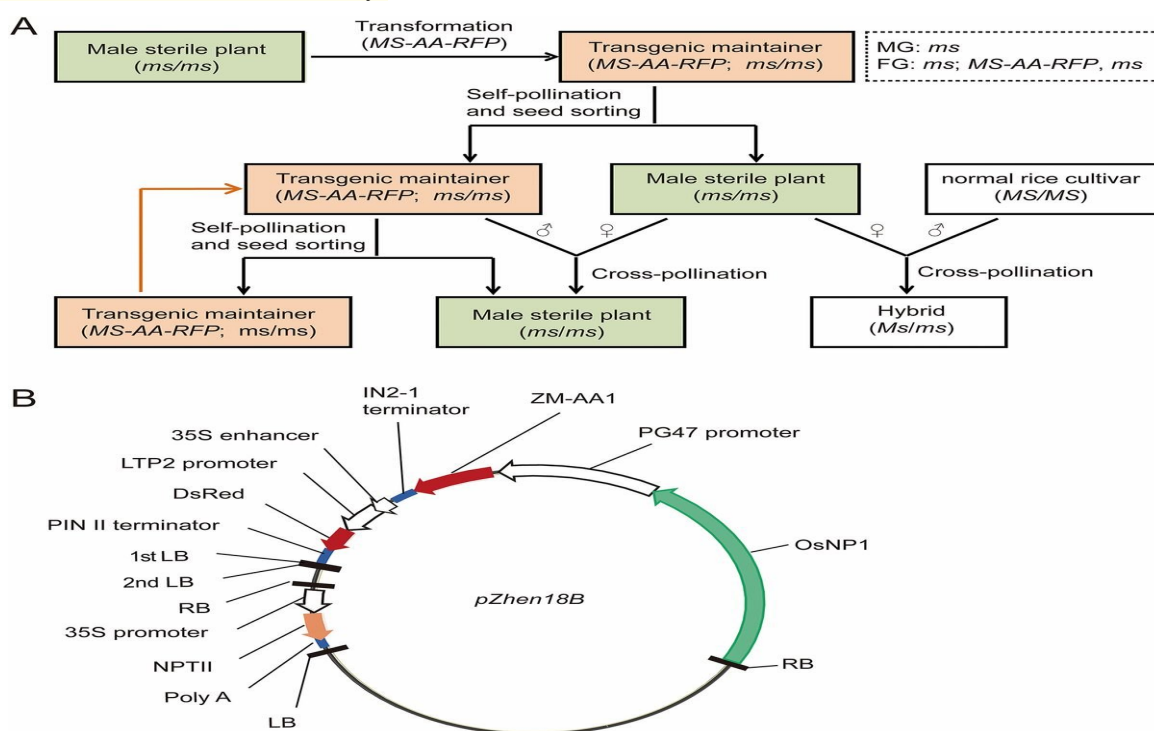 A
Male sterile plant
(ms/ms)
Transformation
(MS-AA-RFP)
Transgenic maintainer
(MS-AA-RFP; ms/ms)
MG: ms
FG: ms; MS-AA-RFP, ms
Self-pollination
and seed sorting
Transgenic maintainer
(MS-AA-RFP; ms/ms)
Male sterile plant
(ms/ms)
normal rice cultivar
(MS/MS)
Self-pollination
and seed sorting
♂
♀
♀
♂
Cross-pollination
Cross-pollination
Transgenic maintainer
(MS-AA-RFP; ms/ms)
Male sterile plant
(ms/ms)
Hybrid
(Ms/ms)
B
IN2-1
terminator
ZM-AA1
35S enhancer
PG47 promoter
LTP2 promoter
DsRed
PIN II terminator
1st LB
2nd LB
RB
35S promoter
NPTII
Poly A
LB
OsNP1
pZhen18B
RB